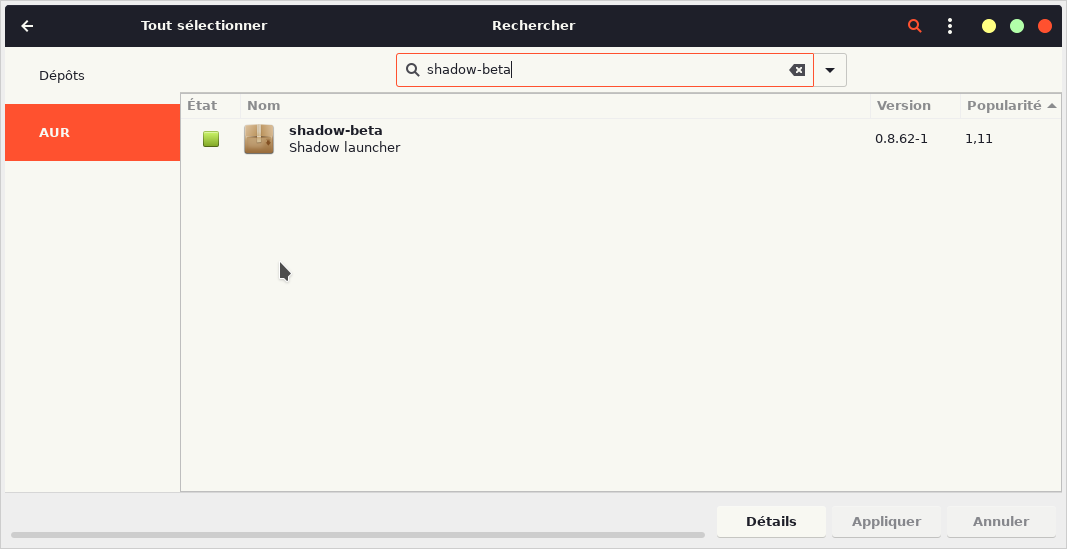 Tout sélectionner
Rechercher
Dépôts
AUR
shadow-beta
État Nom Version Popularité
shadow-beta
Shadow launcher
0.8.62-1
1,11
Détails Appliquer Annuler